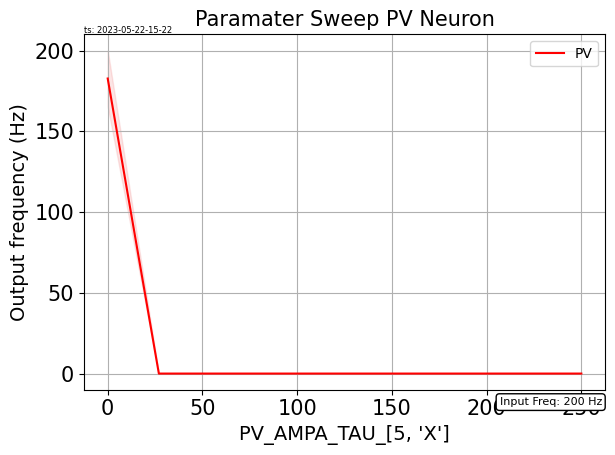 Paramater Sweep PV Neuron
ts: 2023-05-22-15-22
PV
Output frequency (Hz)
200
150
100
50
0
0 50 100 150 200 250
Input Freq: 200 Hz
PV_AMPA_TAU_[5, 'X']